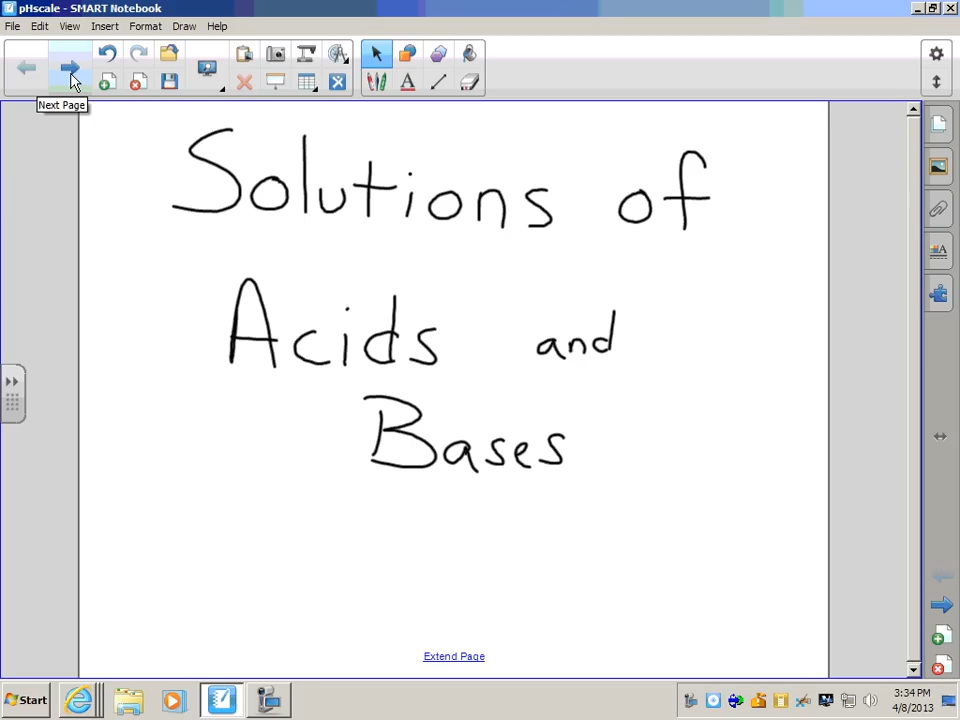 pHscale - SMART Notebook
File Edit View Insert Format Draw Help
Next Page
Solutions of
Acids and
Bases
Extend Page
Start
3:34 PM
4/8/2013